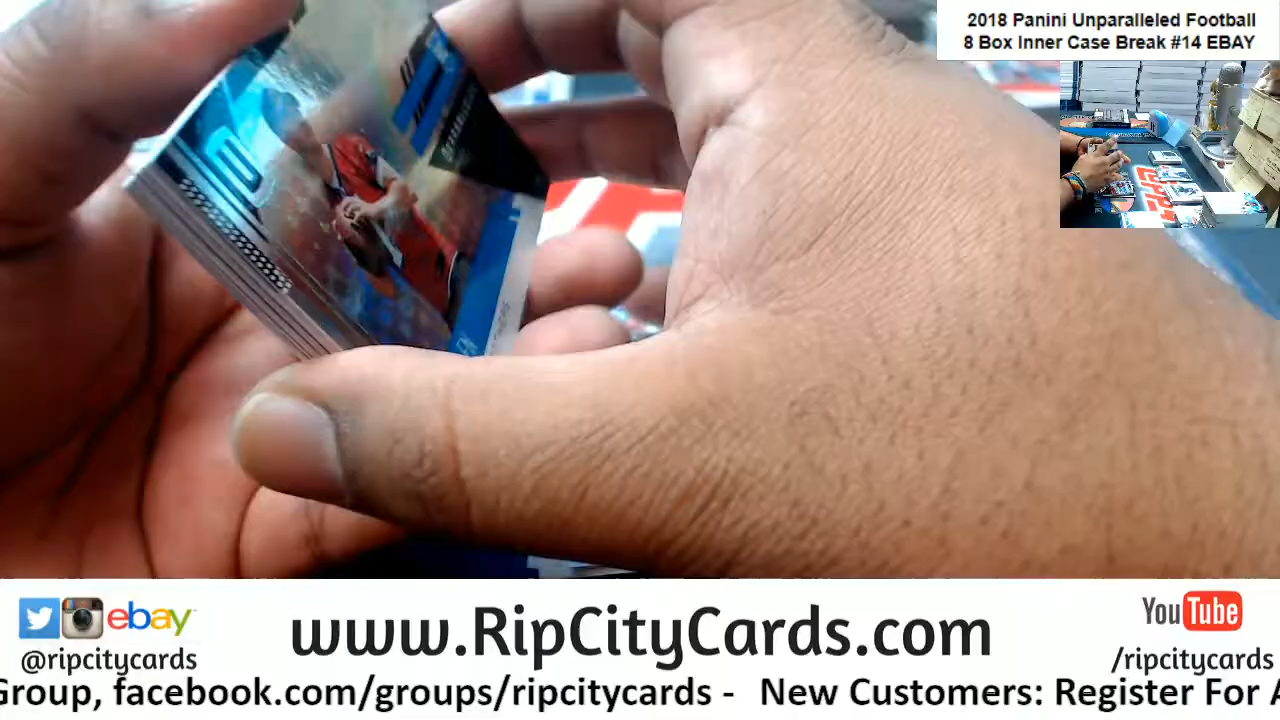 2018 Panini Unparalleled Football
8 Box Inner Case Break #14 EBAY
ebay
@ripcitycards
www.RipCityCards.com
YouTube
/ripcitycards
Group, facebook.com/groups/ripcitycards - New Customers: Register For A